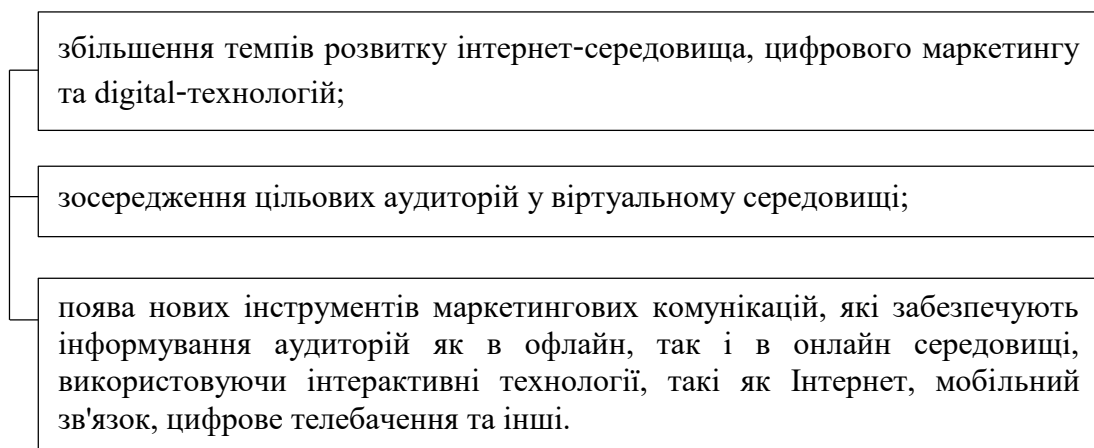 збільшення темпів розвитку інтернет-середовища, цифрового маркетингу
та digital-технологій;
зосередження цільових аудиторій у віртуальному середовищі;
поява нових інструментів маркетингових комунікацій, які забезпечують
інформування аудиторій як в офлайн, так і в онлайн середовищі,
використовуючи інтерактивні технології, такі як Інтернет, мобільний
зв'язок, цифрове телебачення та інші.